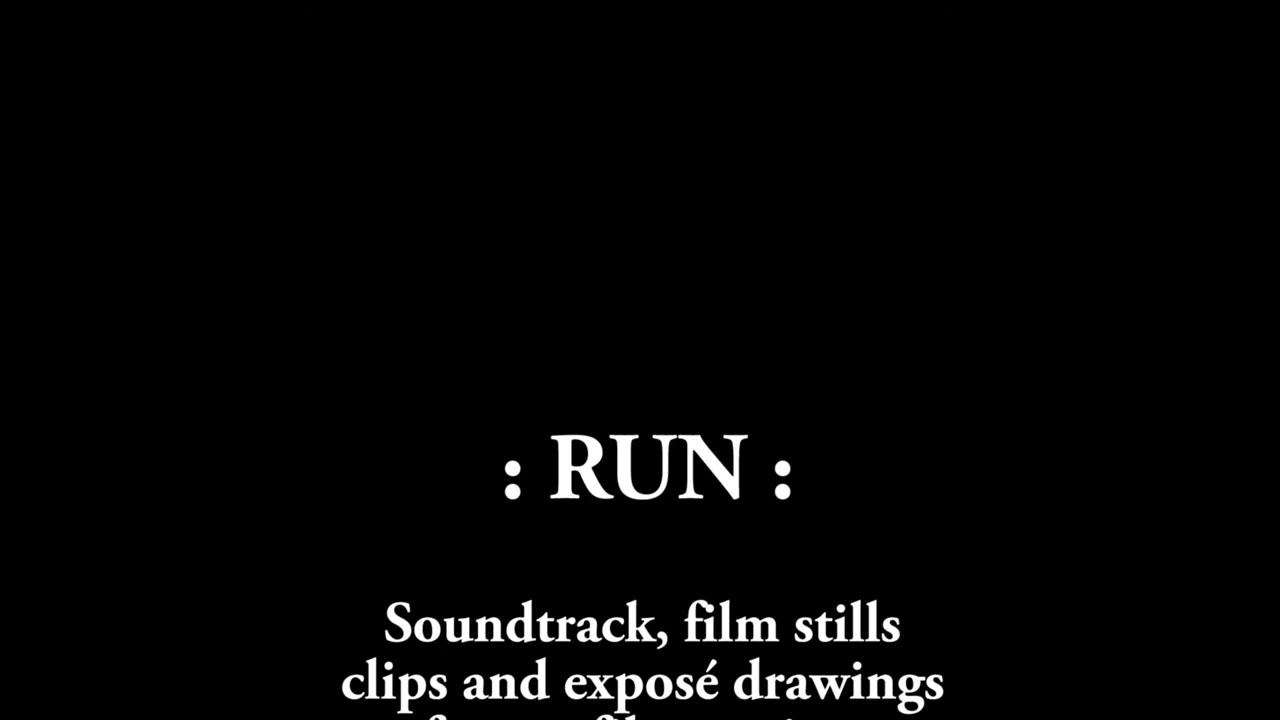 : RUN :
Soundtrack, film stills
clips and exposé drawings